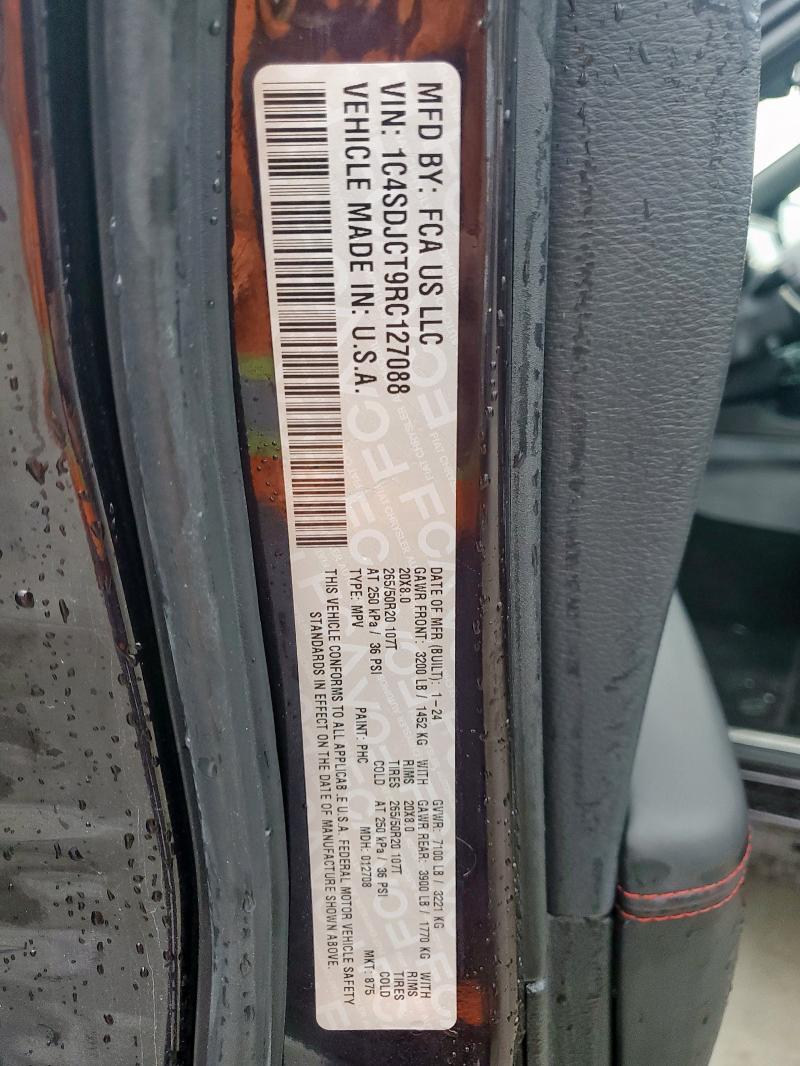 MFD BY: FCA US LLC
VIN: 1C4SDJCT9RC127088
VEHICLE MADE IN: U.S.A.
DATE OF MFR (BUILT): 1-24 GVWR: 7100 LB / 3221 KG
GAWR FRONT: 3200 LB / 1452 KG WITH GAWR REAR: 3900 LB / 1770 KG WITH
20X8.0 RIMS 20X8.0 RIMS
265/50R20 107T TIRES 265/50R20 107T TIRES
AT 250 kPa / 36 PSI COLD AT 250 kPa / 36 PSI COLD
TYPE: MPV PAINT: PHC MDH: 012708 MKT: 875
THIS VEHICLE CONFORMS TO ALL APPLICAB.E U.S.A. FEDERAL MOTOR VEHICLE SAFETY
STANDARDS IN EFFECT ON THE DATE OF MANUFACTURE SHOWN ABOVE.